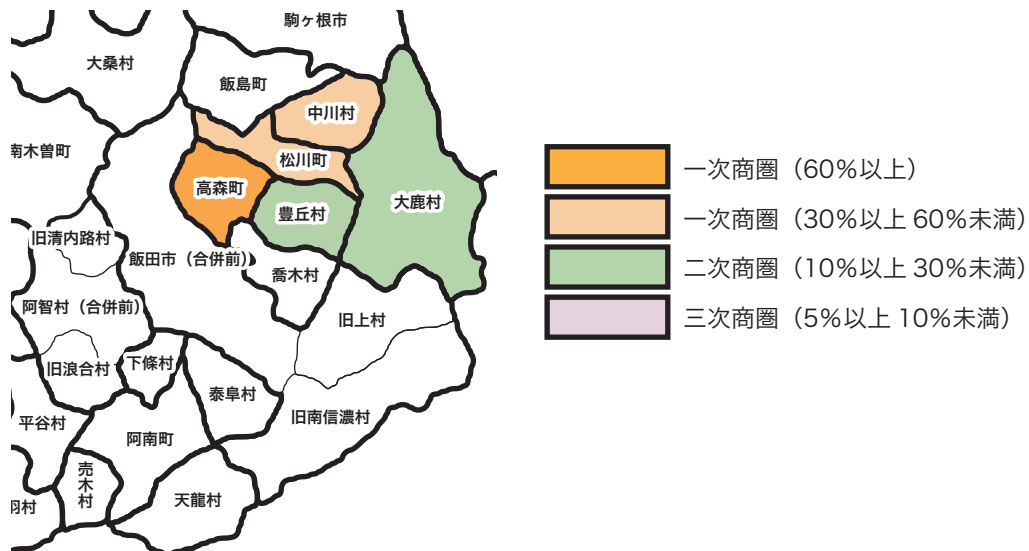 駒ヶ根市
大桑村
飯島町
中川村
南木曽町
松川町
高森町
大鹿村
豊丘村
旧清内路村
飯田市（合併前）
喬木村
阿智村（合併前）
旧上村
下條村
旧浪合村
泰阜村
平谷村
旧南信濃村
阿南町
売木村
天龍村
羽村
一次商圏（60%以上）
一次商圏（30%以上 60%未満）
二次商圏（10%以上 30%未満）
三次商圏（5%以上 10%未満）